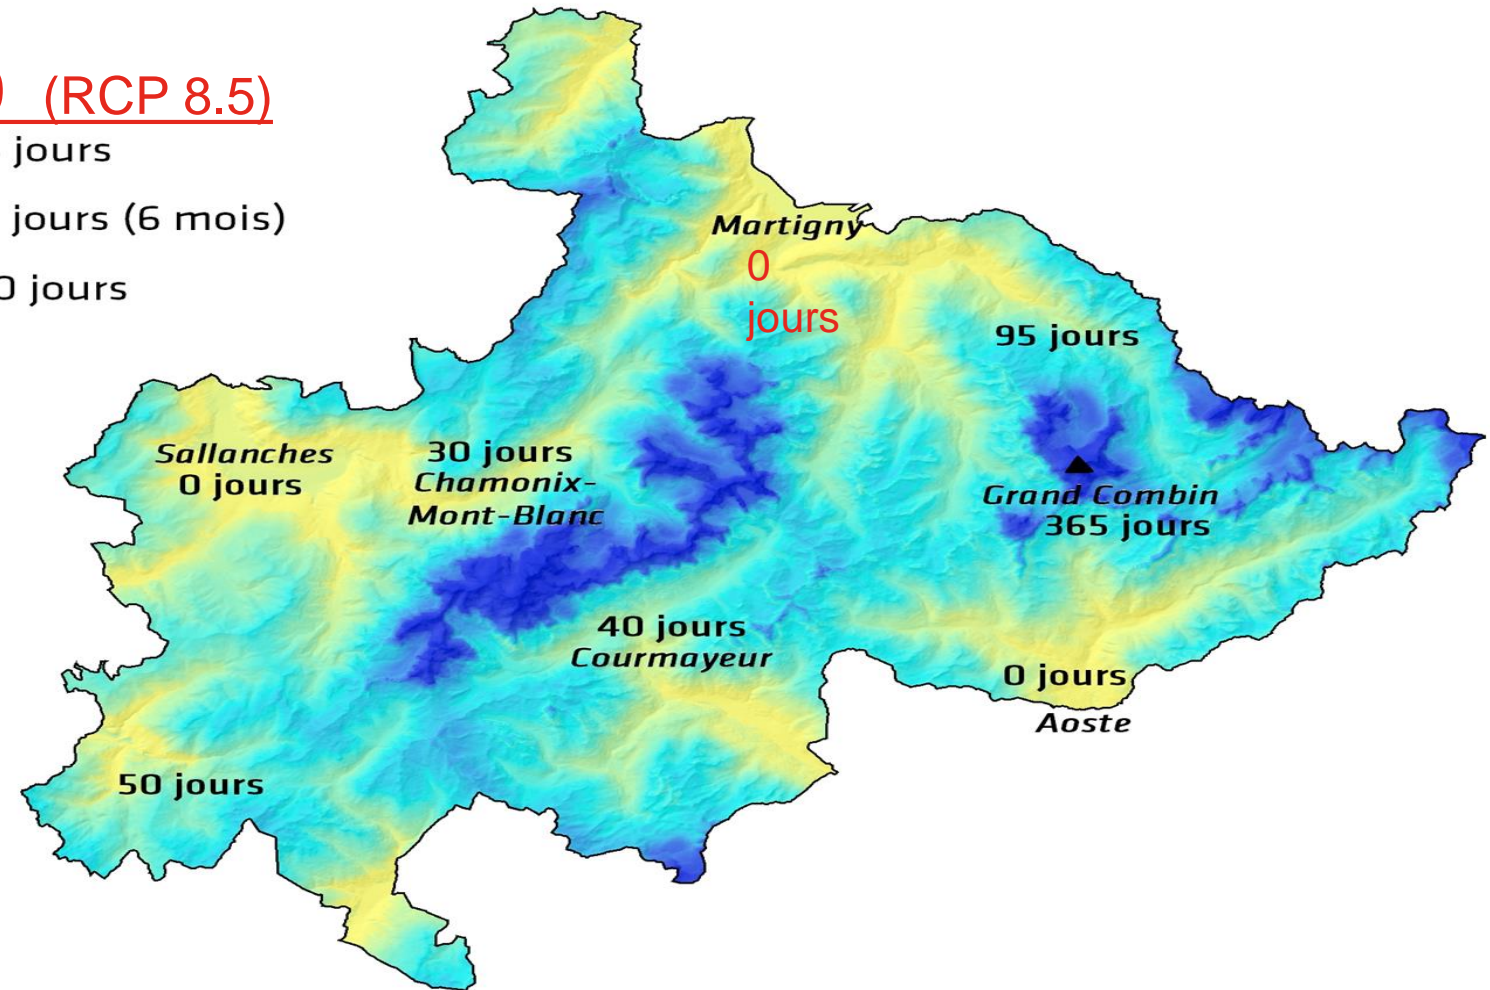 (RCP 8.5)
jours
jours (6 mois)
0 jours
Martigny
0
jours
95 jours
Sallanches
0 jours
30 jours
Chamonix-
Mont-Blanc
Grand Combin
365 jours
40 jours
Courmayeur
0 jours
Aoste
50 jours